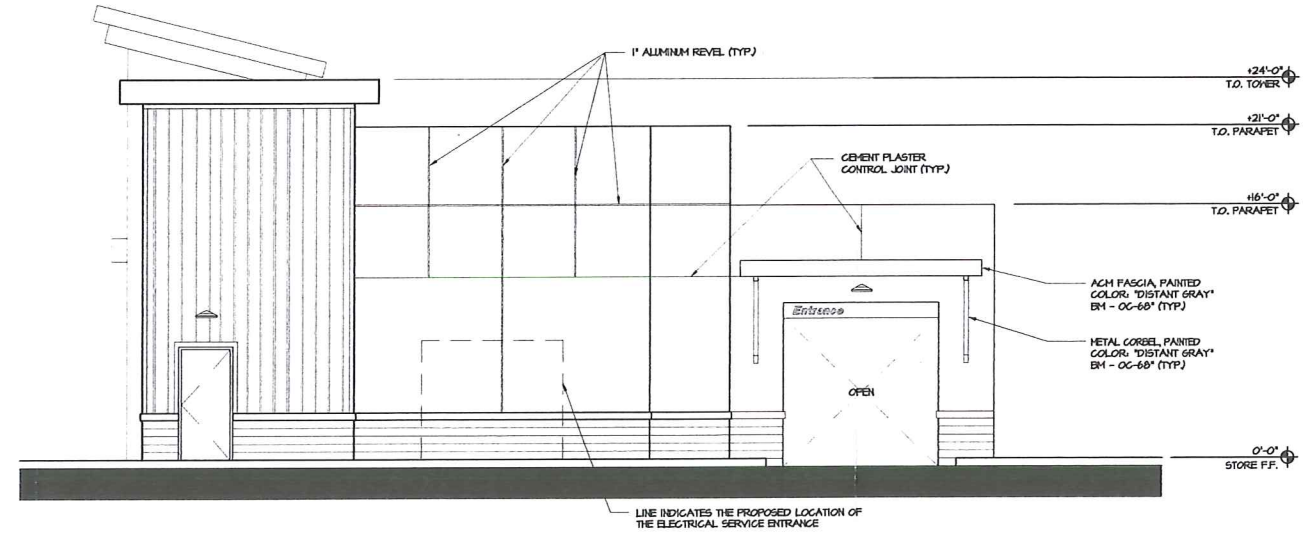 1" ALUMINUM REVEL (TYP.)
+24'-0"
T.O. TOWER
+21'-0"
T.O. PARAPET
CEMENT PLASTER
CONTROL JOINT (TYP.)
+16'-0"
T.O. PARAPET
ACM FASCIA, PAINTED
COLOR: "DISTANT GRAY"
BM - OC-68" (TYP.)
Entrance
METAL CORBEL, PAINTED
COLOR: "DISTANT GRAY"
BM - OC-68" (TYP.)
OPEN
0'-0"
STORE F.F.
LINE INDICATES THE PROPOSED LOCATION OF
THE ELECTRICAL SERVICE ENTRANCE